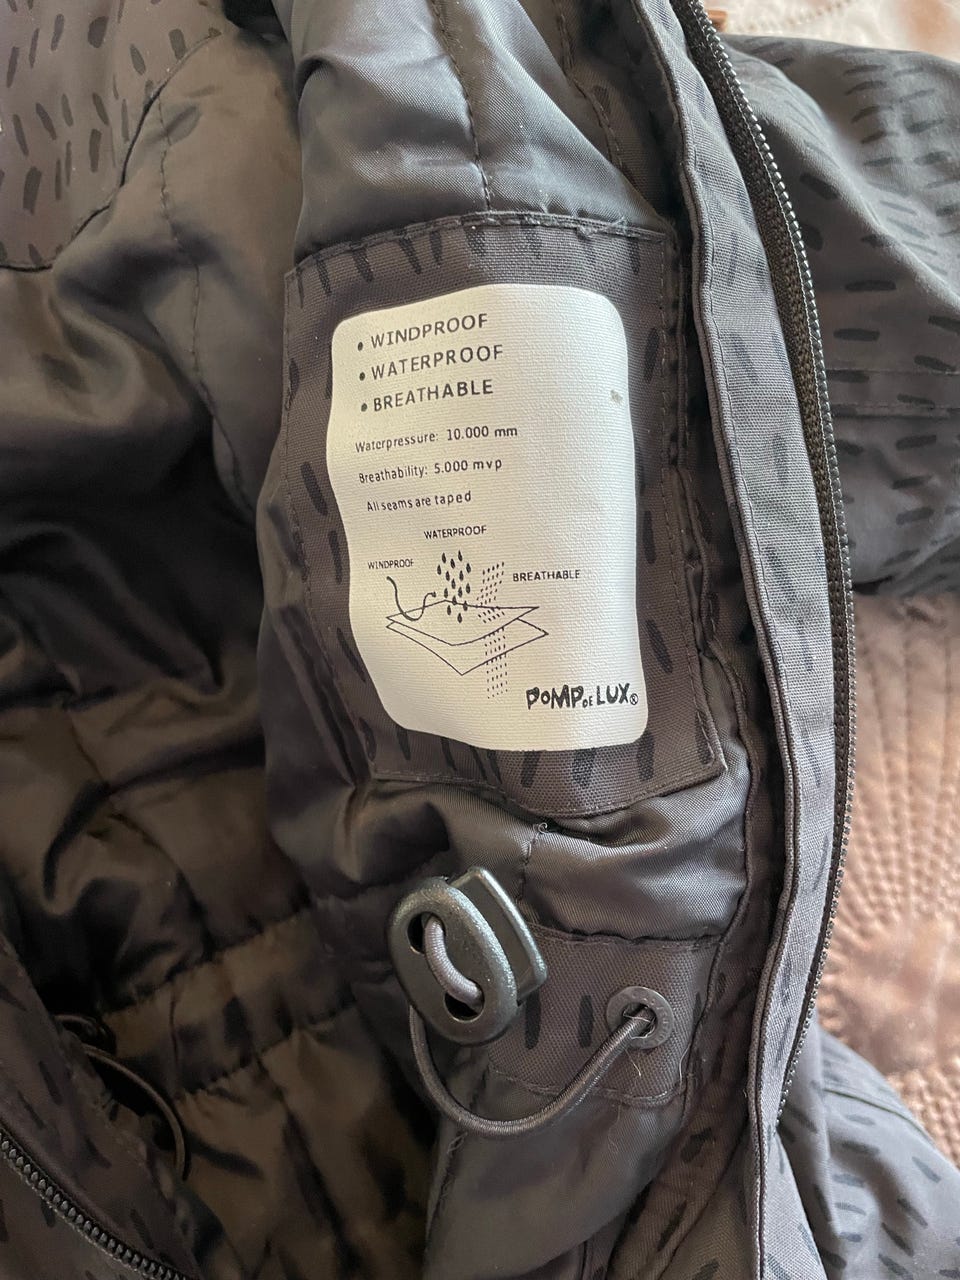 • WINDPROOF
• WATERPROOF
• BREATHABLE
Waterpressure: 10.000 mm
Breathability: 5.000 mvp
All seams are taped
WATERPROOF
WINDPROOF
BREATHABLE
POMPDELUX®